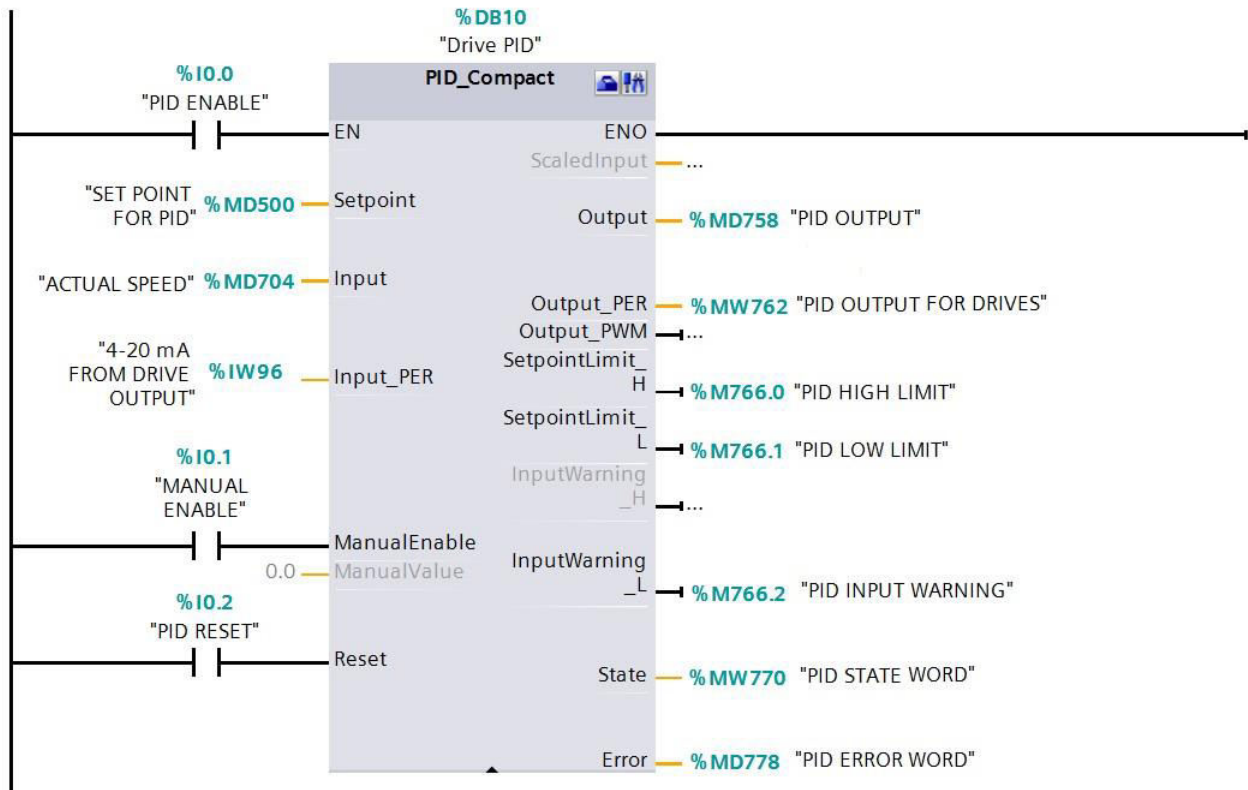 %DB10
"Drive PID"
PID_Compact
%I0.0
"PID ENABLE"
EN
ENO
ScaledInput
...
"SET POINT
FOR PID"
%MD500
Setpoint
Output
%MD758 "PID OUTPUT"
"ACTUAL SPEED" %MD704
Input
Output_PER
%MW762 "PID OUTPUT FOR DRIVES"
Output_PWM
...
"4-20 mA
FROM DRIVE
OUTPUT"
%IW96
Input_PER
SetpointLimit_
H
%M766.0 "PID HIGH LIMIT"
SetpointLimit_
L
%M766.1 "PID LOW LIMIT"
%I0.1
"MANUAL
ENABLE"
InputWarning
_H
...
ManualEnable
0.0
ManualValue
InputWarning
_L
%M766.2 "PID INPUT WARNING"
%I0.2
"PID RESET"
Reset
State
%MW770 "PID STATE WORD"
Error
%MD778 "PID ERROR WORD"